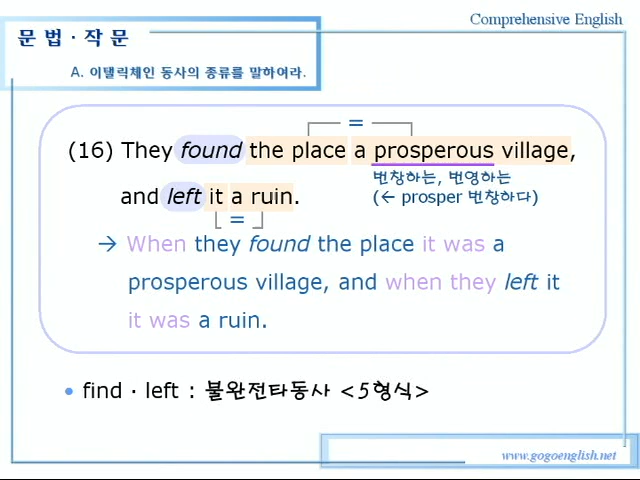 Comprehensive English
문 법 · 작 문
A. 이탤릭체인 동사의 종류를 말하여라.
=
(16) They found the place a prosperous village,
번창하는, 번영하는
and left it a ruin.
(← prosper 번창하다)
=
→ When they found the place it was a
prosperous village, and when they left it
it was a ruin.
• find · left : 불완전타동사 <5형식>
www.gogoenglish.net